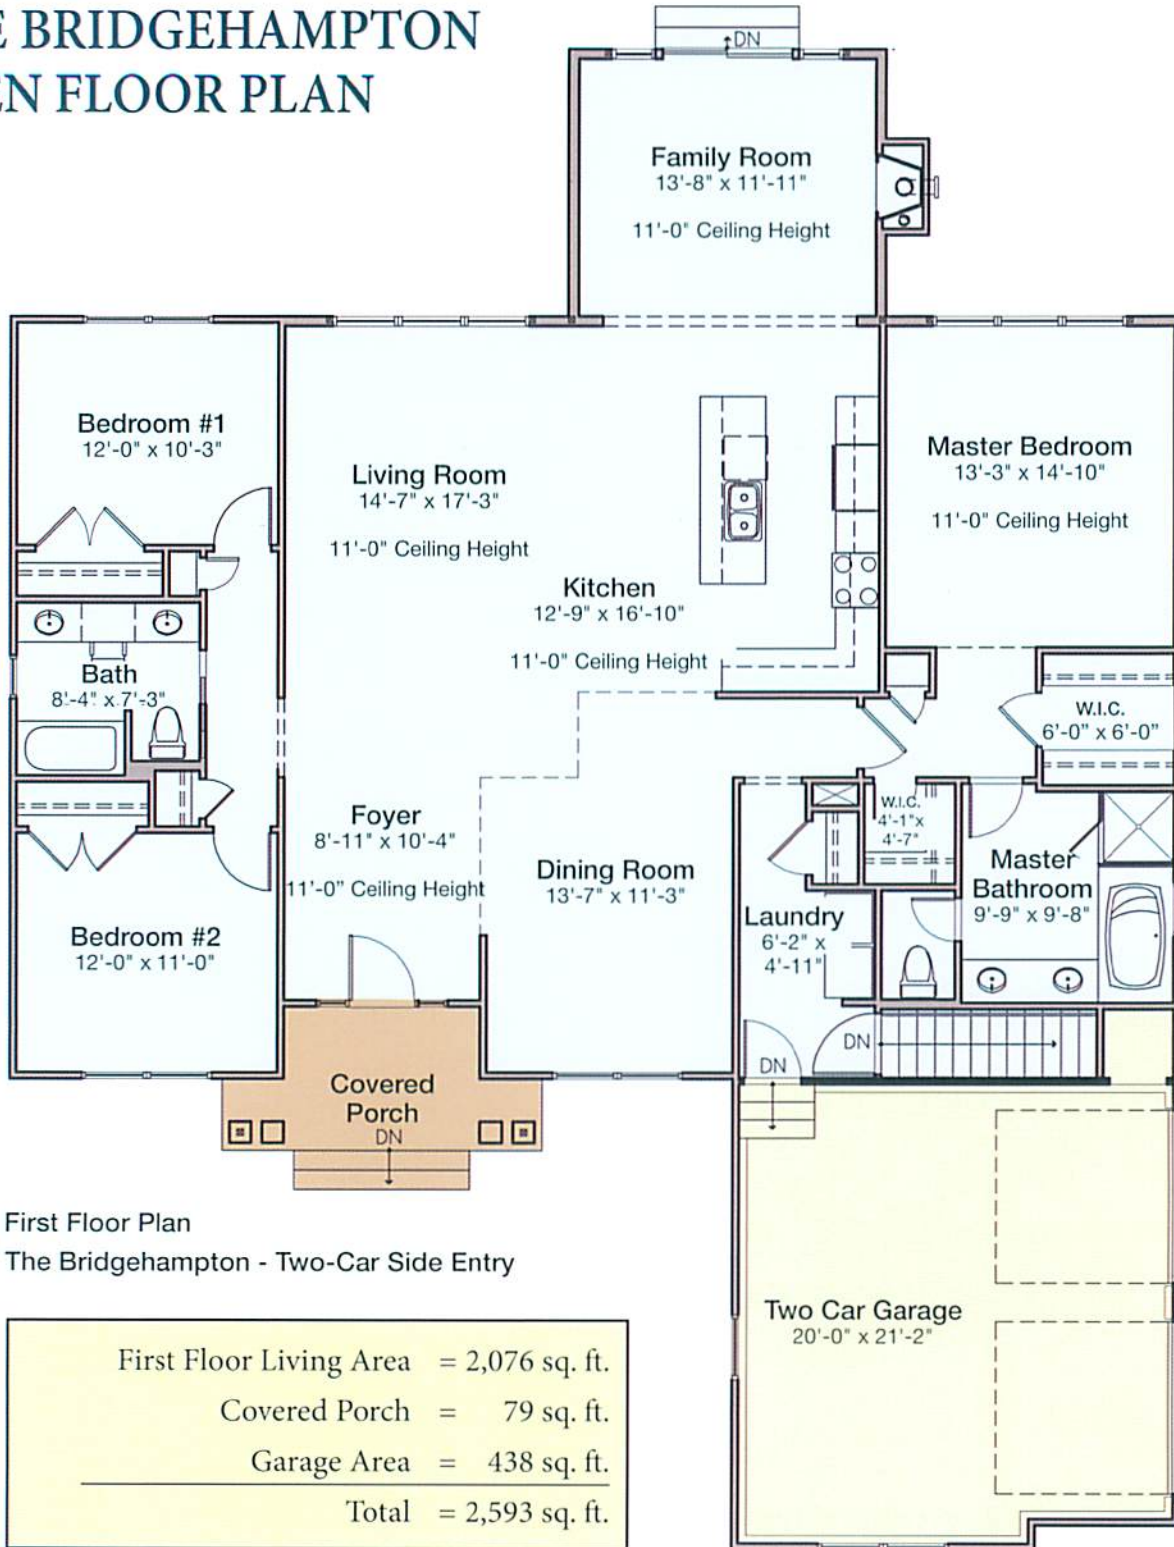 E BRIDGEHAMPTON
EN FLOOR PLAN
DN
Family Room
13'-8" x 11'-11"
11'-0" Ceiling Height
Bedroom #1
12'-0" x 10'-3"
Living Room
14'-7" x 17'-3"
11'-0" Ceiling Height
Kitchen
12'-9" x 16'-10"
11'-0" Ceiling Height
Master Bedroom
13'-3" x 14'-10"
11'-0" Ceiling Height
Bath
8'-4" x 7'-3"
W.I.C.
6'-0" x 6'-0"
Foyer
8'-11" x 10'-4"
11'-0" Ceiling Height
Dining Room
13'-7" x 11'-3"
W.I.C.
4'-1" x
4'-7"
Master
Bathroom
9'-9" x 9'-8"
Laundry
6'-2" x
4'-11"
Bedroom #2
12'-0" x 11'-0"
DN
DN
Covered
Porch
DN
First Floor Plan
The Bridgehampton - Two-Car Side Entry
Two Car Garage
20'-0" x 21'-2"
First Floor Living Area = 2,076 sq. ft.
Covered Porch = 79 sq. ft.
Garage Area = 438 sq. ft.
Total = 2,593 sq. ft.